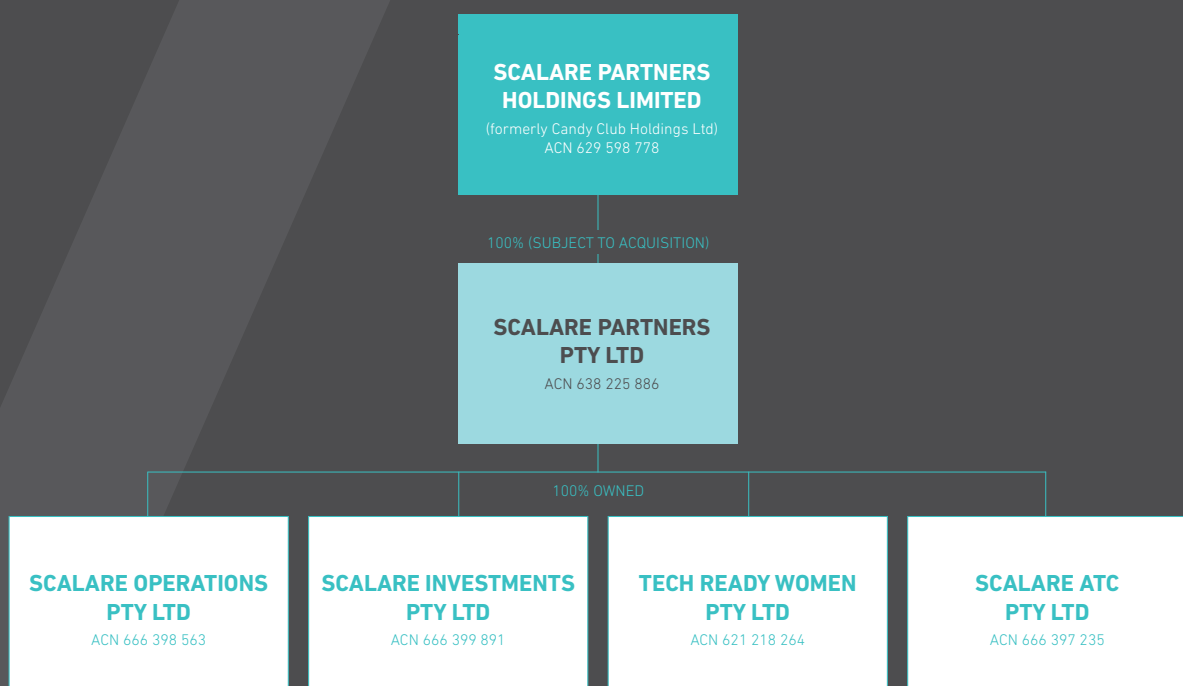 SCALARE PARTNERS
HOLDINGS LIMITED
(formerly Candy Club Holdings Ltd)
ACN 629 598 778
100% (SUBJECT TO ACQUISITION)
SCALARE PARTNERS
PTY LTD
ACN 638 225 886
100% OWNED
SCALARE OPERATIONS
PTY LTD
ACN 666 398 563
SCALARE INVESTMENTS
PTY LTD
ACN 666 399 891
TECH READY WOMEN
PTY LTD
ACN 621 218 264
SCALARE ATC
PTY LTD
ACN 666 397 235